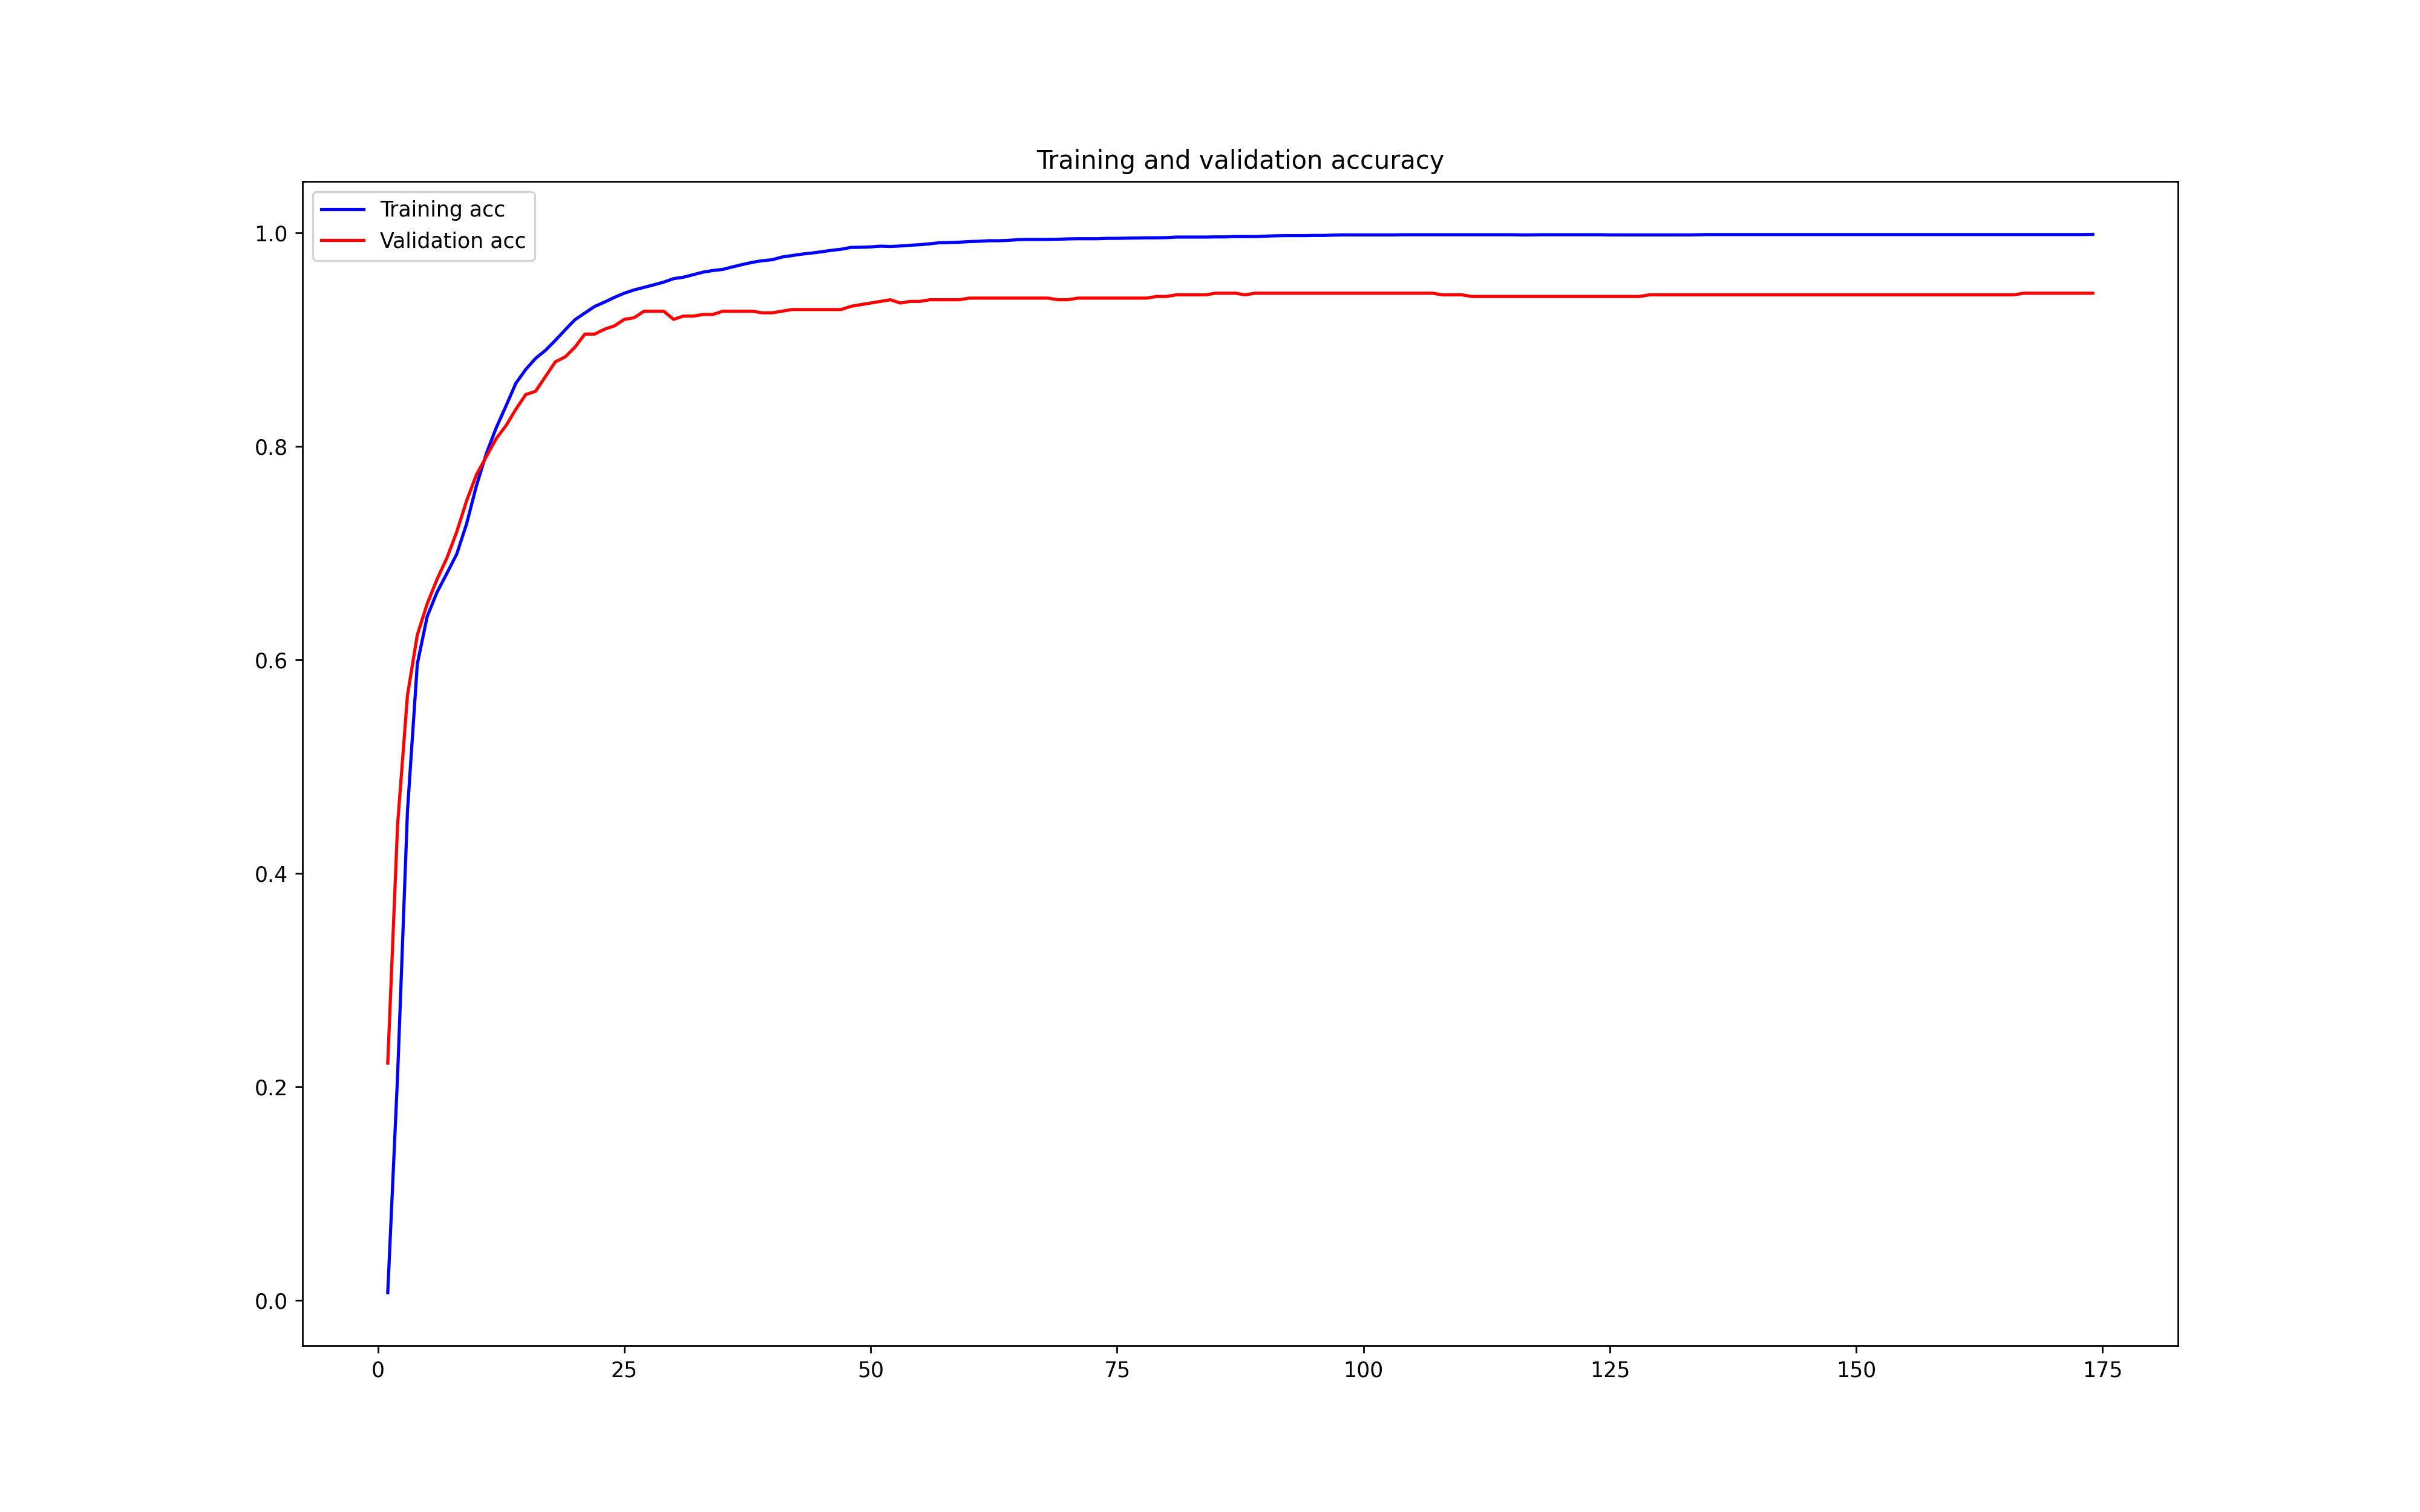 Training and validation accuracy
Training acc
Validation acc
1.0
0.8
0.6
0.4
0.2
0.0
0 25 50 75 100 125 150 175